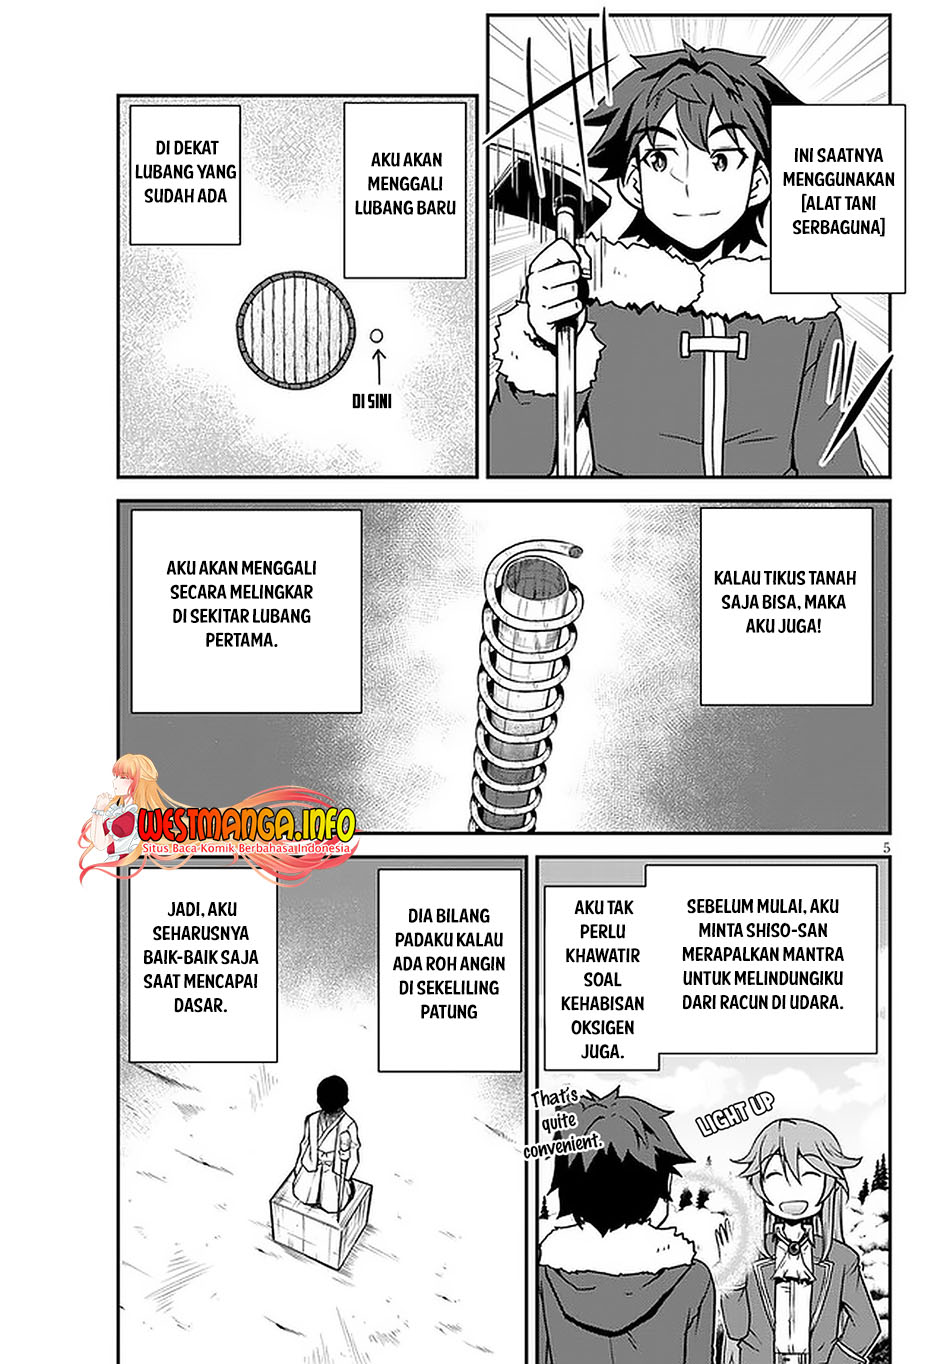 INI SAATNYA
MENGGUNAKAN
[ALAT TANI
SERBAGUNA]
AKU AKAN
MENGGALI
LUBANG BARU
DI DEKAT
LUBANG YANG
SUDAH ADA
DI SINI
KALAU TIKUS TANAH
SAJA BISA, MAKA
AKU JUGA!
AKU AKAN MENGGALI
SECARA MELINGKAR
DI SEKITAR LUBANG
PERTAMA.
WESTMANGA.INFO
Situs Baca Komik Berbahasa Indonesia
5
SEBELUM MULAI, AKU
MINTA SHISO-SAN
MERAPALKAN MANTRA
UNTUK MELINDUNGIKU
DARI RACUN DI UDARA.
AKU TAK
PERLU
KHAWATIR
SOAL
KEHABISAN
OKSIGEN
JUGA.
LIGHT UP
That's
quite
convenient.
DIA BILANG
PADAKU KALAU
ADA ROH ANGIN
DI SEKELILING
PATUNG
JADI, AKU
SEHARUSNYA
BAIK-BAIK SAJA
SAAT MENCAPAI
DASAR.